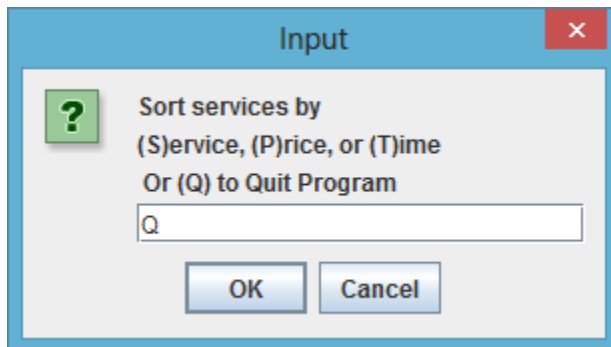 Input
×
?
Sort services by
(S)ervice, (P)rice, or (T)ime
Or (Q) to Quit Program
Q
OK Cancel